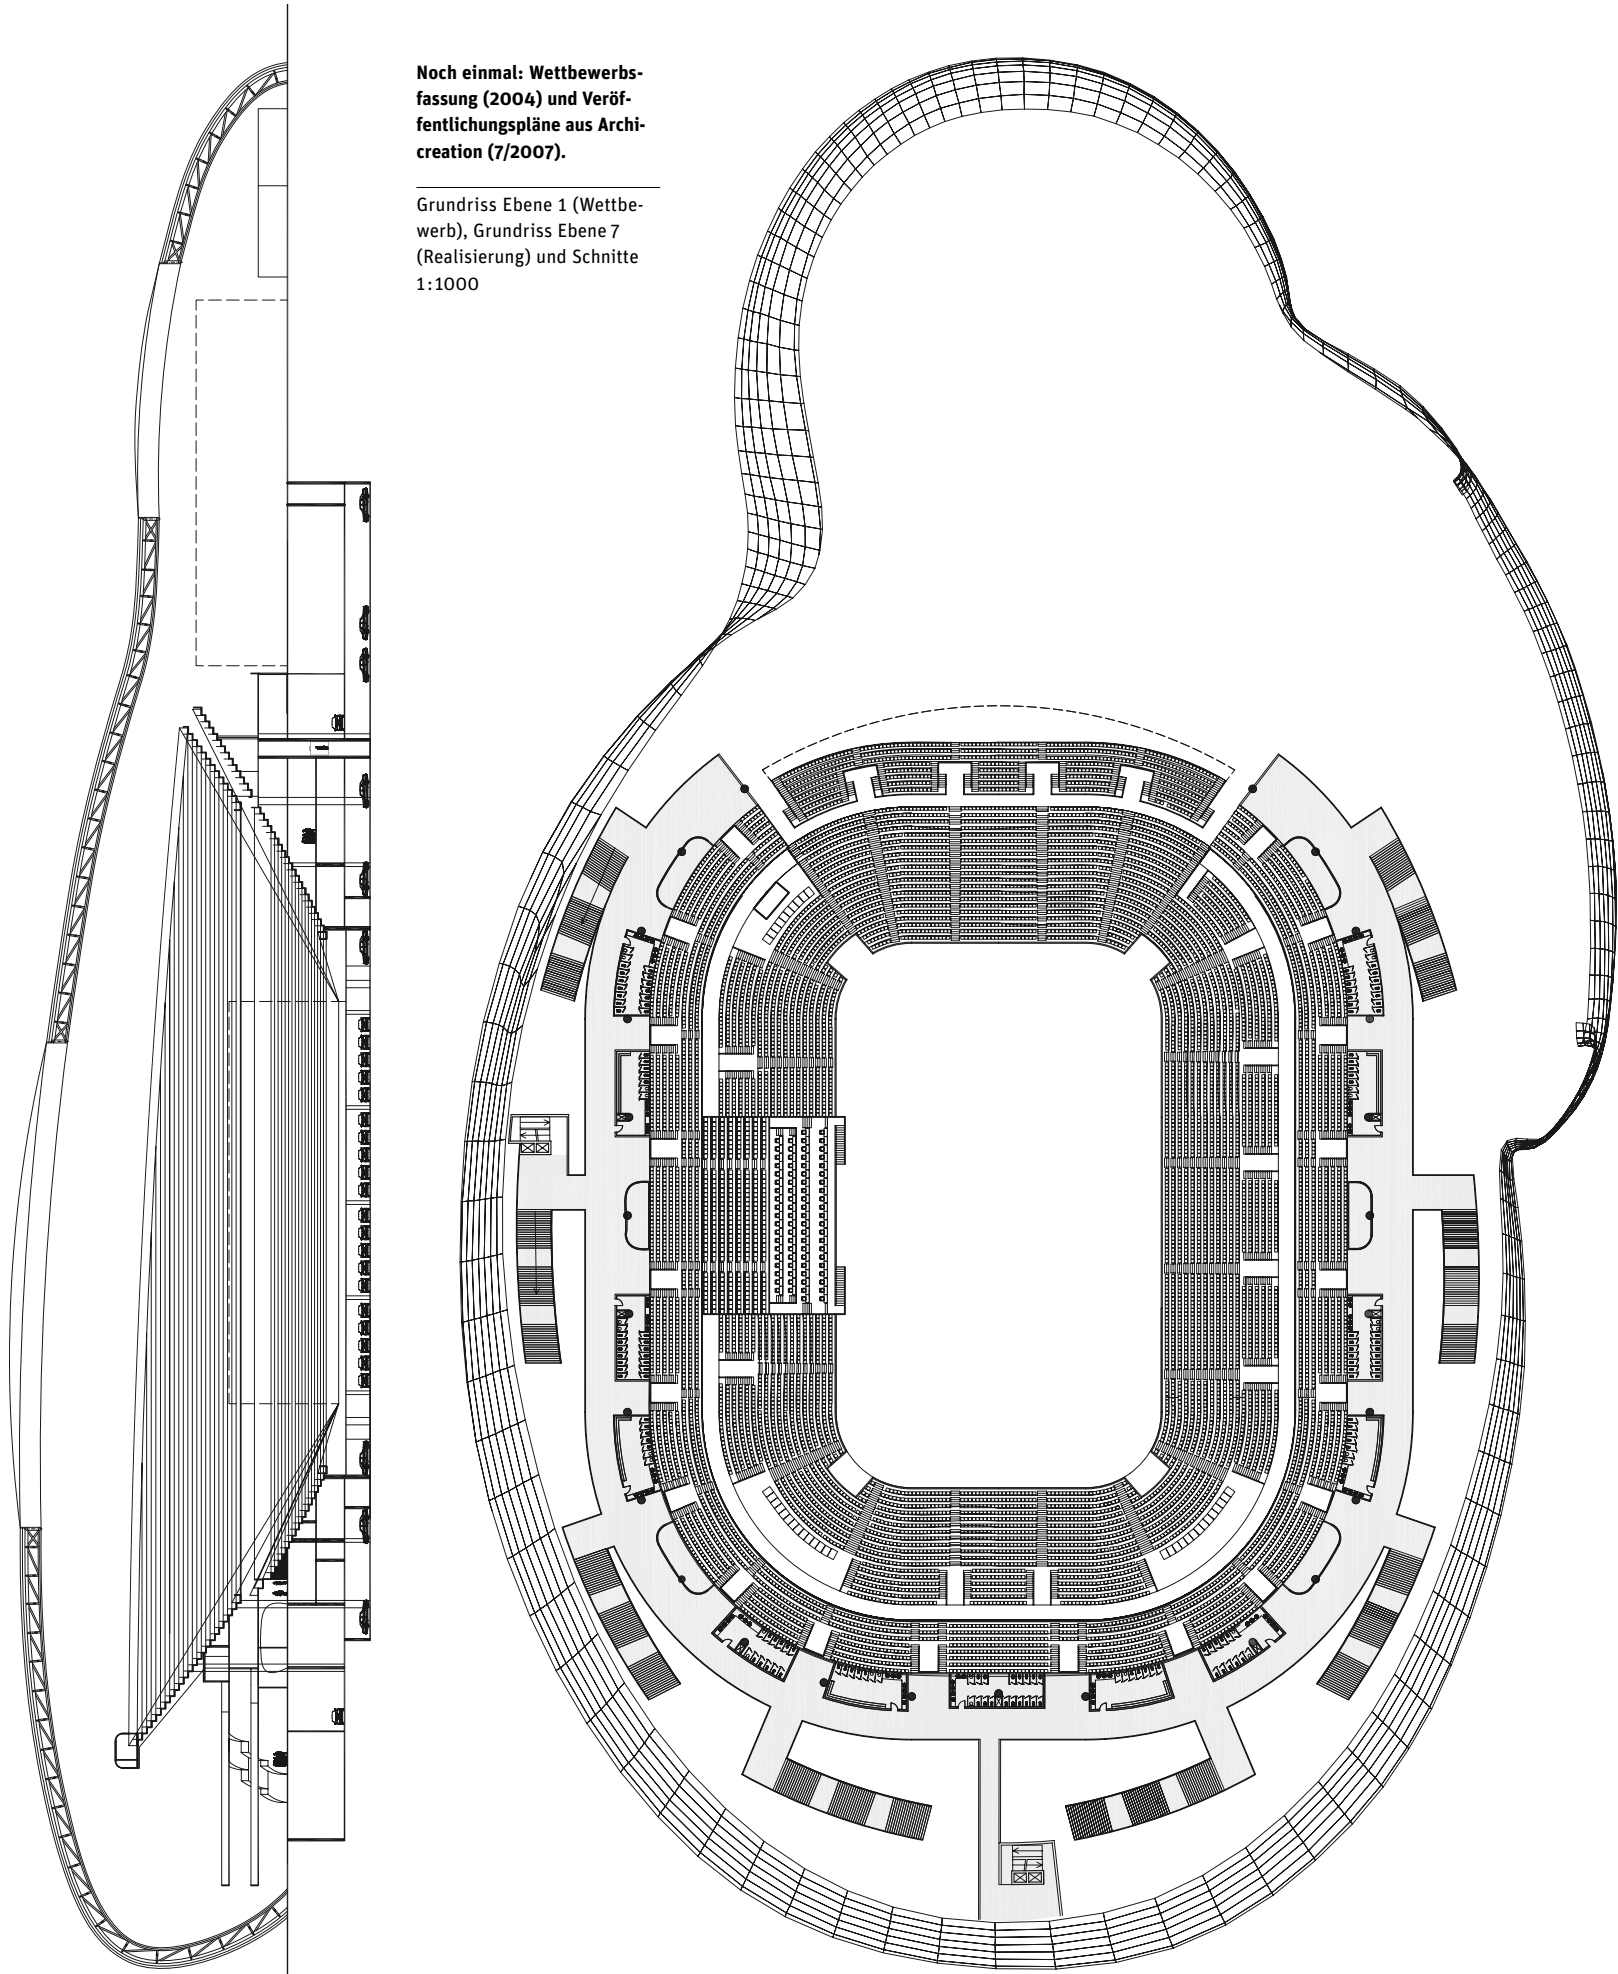 Noch einmal: Wettbewerbs-
fassung (2004) und Veröf-
fentlichungspläne aus Archi-
creation (7/2007).
Grundriss Ebene 1 (Wettbe-
werb), Grundriss Ebene 7
(Realisierung) und Schnitte
1:1000